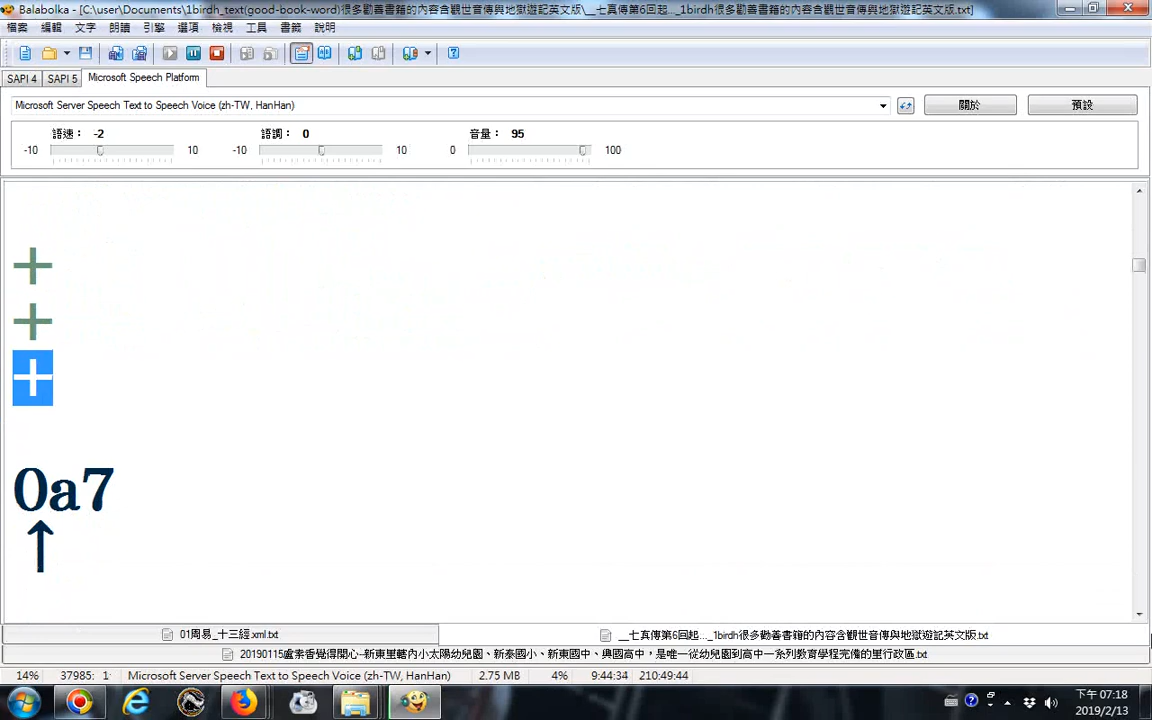 Balabolka - [C:\user\Documents\1birdh_text(good-book-word)很多勸善書籍的內容含觀世音傳與地獄遊記英文版\__七真傳第6回起..._1birdh很多勸善書籍的內容含觀世音傳與地獄遊記英文版.txt]
檔案 編輯 文字 朗讀 引擎 選項 檢視 工具 書籤 說明
SAPI 4 SAPI 5 Microsoft Speech Platform
Microsoft Server Speech Text to Speech Voice (zh-TW, HanHan) 關於 預設
語速： -2 語調： 0 音量： 95
-10 10 -10 10 0 100
＋
＋
＋
0a7
↑
01周易_十三經.xml.txt __七真傳第6回起..._1birdh很多勸善書籍的內容含觀世音傳與地獄遊記英文版.txt
20190115盧素香覺得開心-新東里轄內小太陽幼兒園、新泰國小、新東國中、興國高中，是唯一從幼兒園到高中一系列教育學程完備的里行政區.txt
14% 37985: 1: Microsoft Server Speech Text to Speech Voice (zh-TW, HanHan) 2.75 MB 4% 9:44:34 210:49:44
下午 07:18
2019/2/13